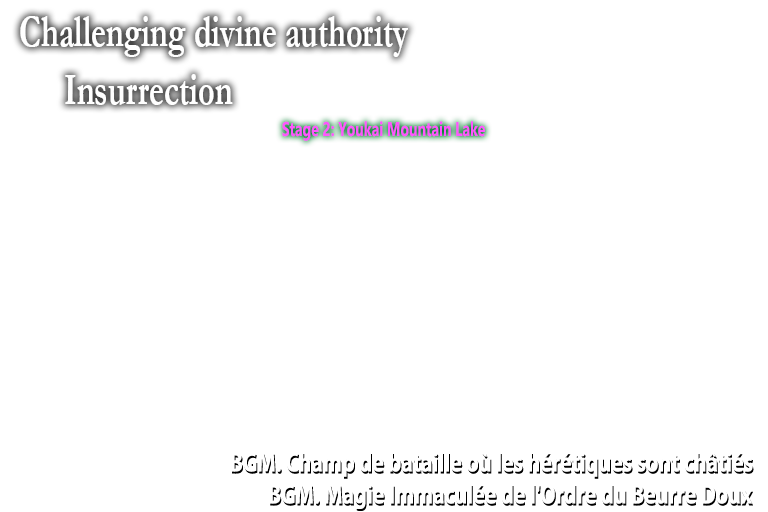 Challenging divine authority
Insurrection
Stage 2: Youkai Mountain Lake
BGM. Champ de bataille où les hérétiques sont châtiés
BGM. Magie Immaculée de l'Ordre du Beurre Doux